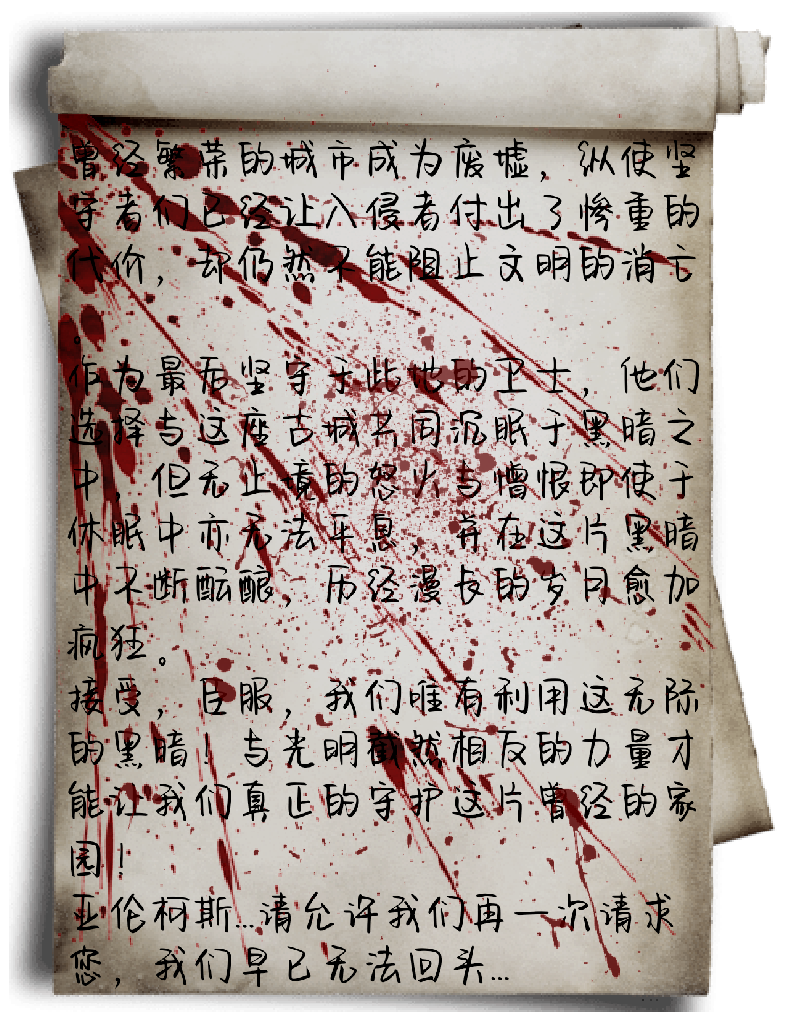 曾经繁荣的城市成为废墟，纵使坚
守者们已经让入侵者付出了惨重的
代价，却仍然不能阻止文明的消亡
。
作为最后坚守于此地的卫士，他们
选择与这座古城共同沉眠于黑暗之
中，但无止境的怒火与憎恨即使于
休眠中亦无法平息，并在这片黑暗
中不断酝酿，历经漫长的岁月愈加
疯狂。
接受，臣服，我们唯有利用这无际
的黑暗！与光明截然相反的力量才
能让我们真正的守护这片曾经的家
园！
亚伦柯斯…请允许我们再一次请求
您，我们早已无法回头…